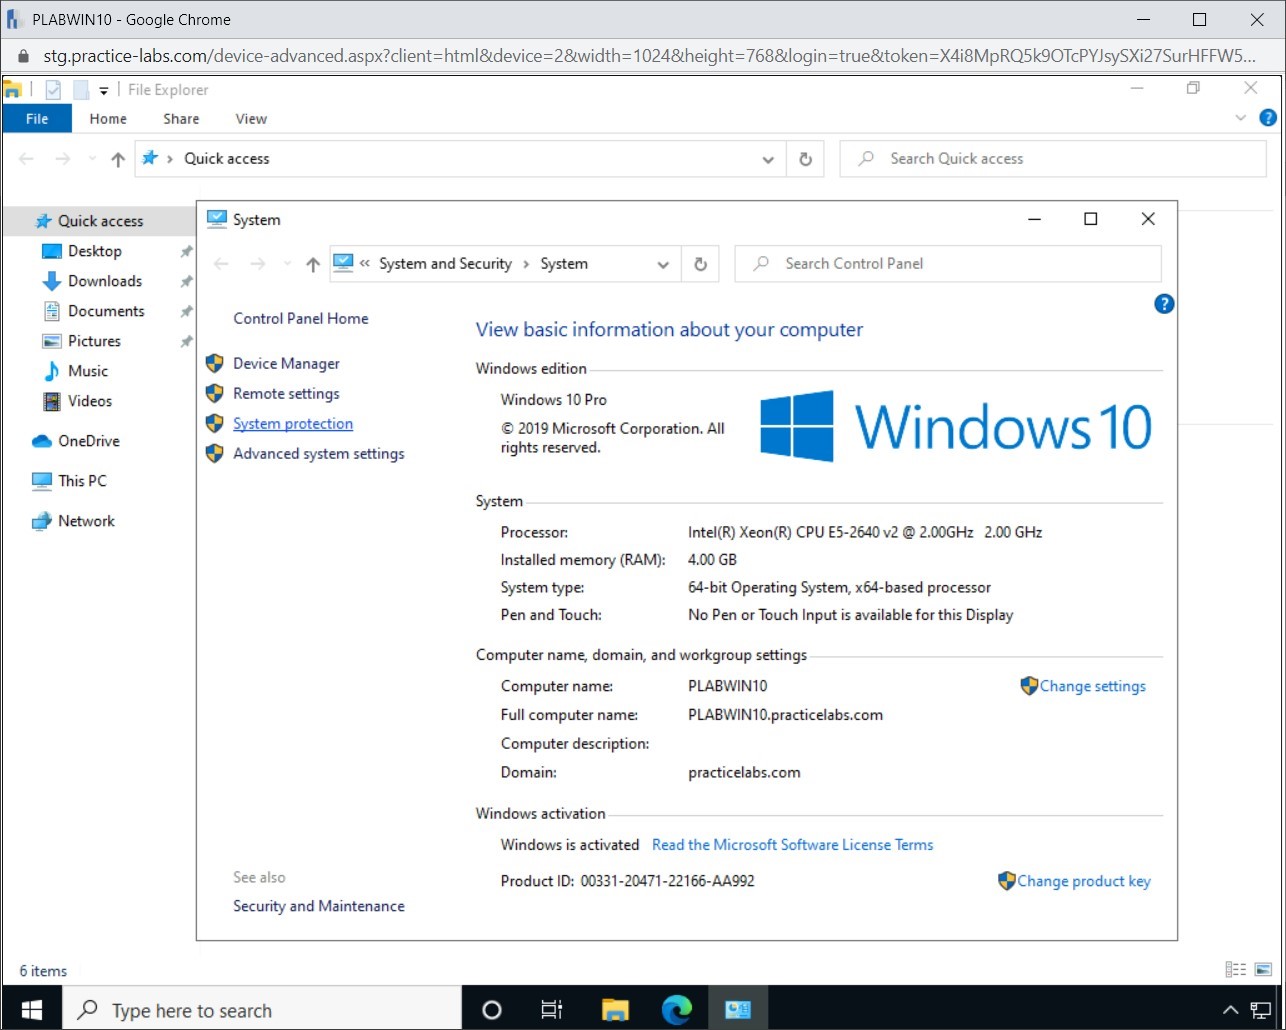 PLABWIN10 - Google Chrome
stg.practice-labs.com/device-advanced.aspx?client=html&device=2&width=1024&height=768&login=true&token=X4i8MpRQ5k9OTcPYJsySXi27SurHFFW5...
File Explorer
File Home Share View
Quick access
Search Quick access
Quick access
Desktop
Downloads
Documents
Pictures
Music
Videos
OneDrive
This PC
Network
System
« System and Security › System
Search Control Panel
Control Panel Home
Device Manager
Remote settings
System protection
Advanced system settings
See also
Security and Maintenance
View basic information about your computer
Windows edition
Windows 10 Pro
© 2019 Microsoft Corporation. All
rights reserved.
Windows 10
System
Processor: Intel(R) Xeon(R) CPU E5-2640 v2 @ 2.00GHz 2.00 GHz
Installed memory (RAM): 4.00 GB
System type: 64-bit Operating System, x64-based processor
Pen and Touch: No Pen or Touch Input is available for this Display
Computer name, domain, and workgroup settings
Computer name: PLABWIN10 Change settings
Full computer name: PLABWIN10.practicelabs.com
Computer description:
Domain: practicelabs.com
Windows activation
Windows is activated Read the Microsoft Software License Terms
Product ID: 00331-20471-22166-AA992 Change product key
6 items
Type here to search